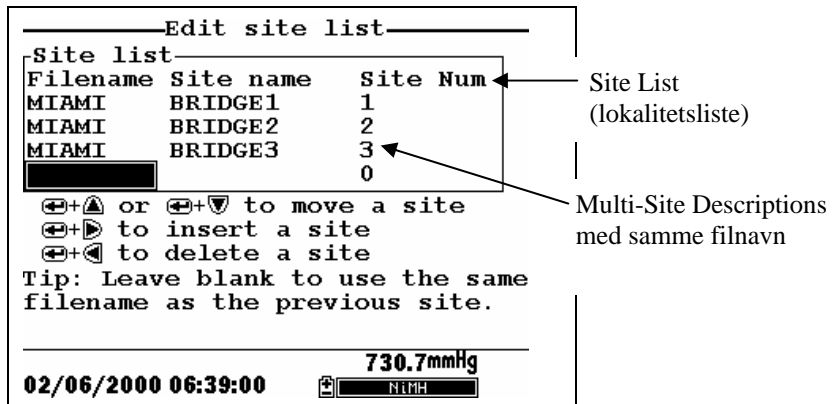 Edit site list
Site list
Filename Site name Site Num
MIAMI BRIDGE1 1
MIAMI BRIDGE2 2
MIAMI BRIDGE3 3
0
+ or + to move a site
+ to insert a site
+ to delete a site
Tip: Leave blank to use the same
filename as the previous site.
730.7mmHg
02/06/2000 06:39:00 NiMH
Site List
(lokalitetsliste)
Multi-Site Descriptions
med samme filnavn